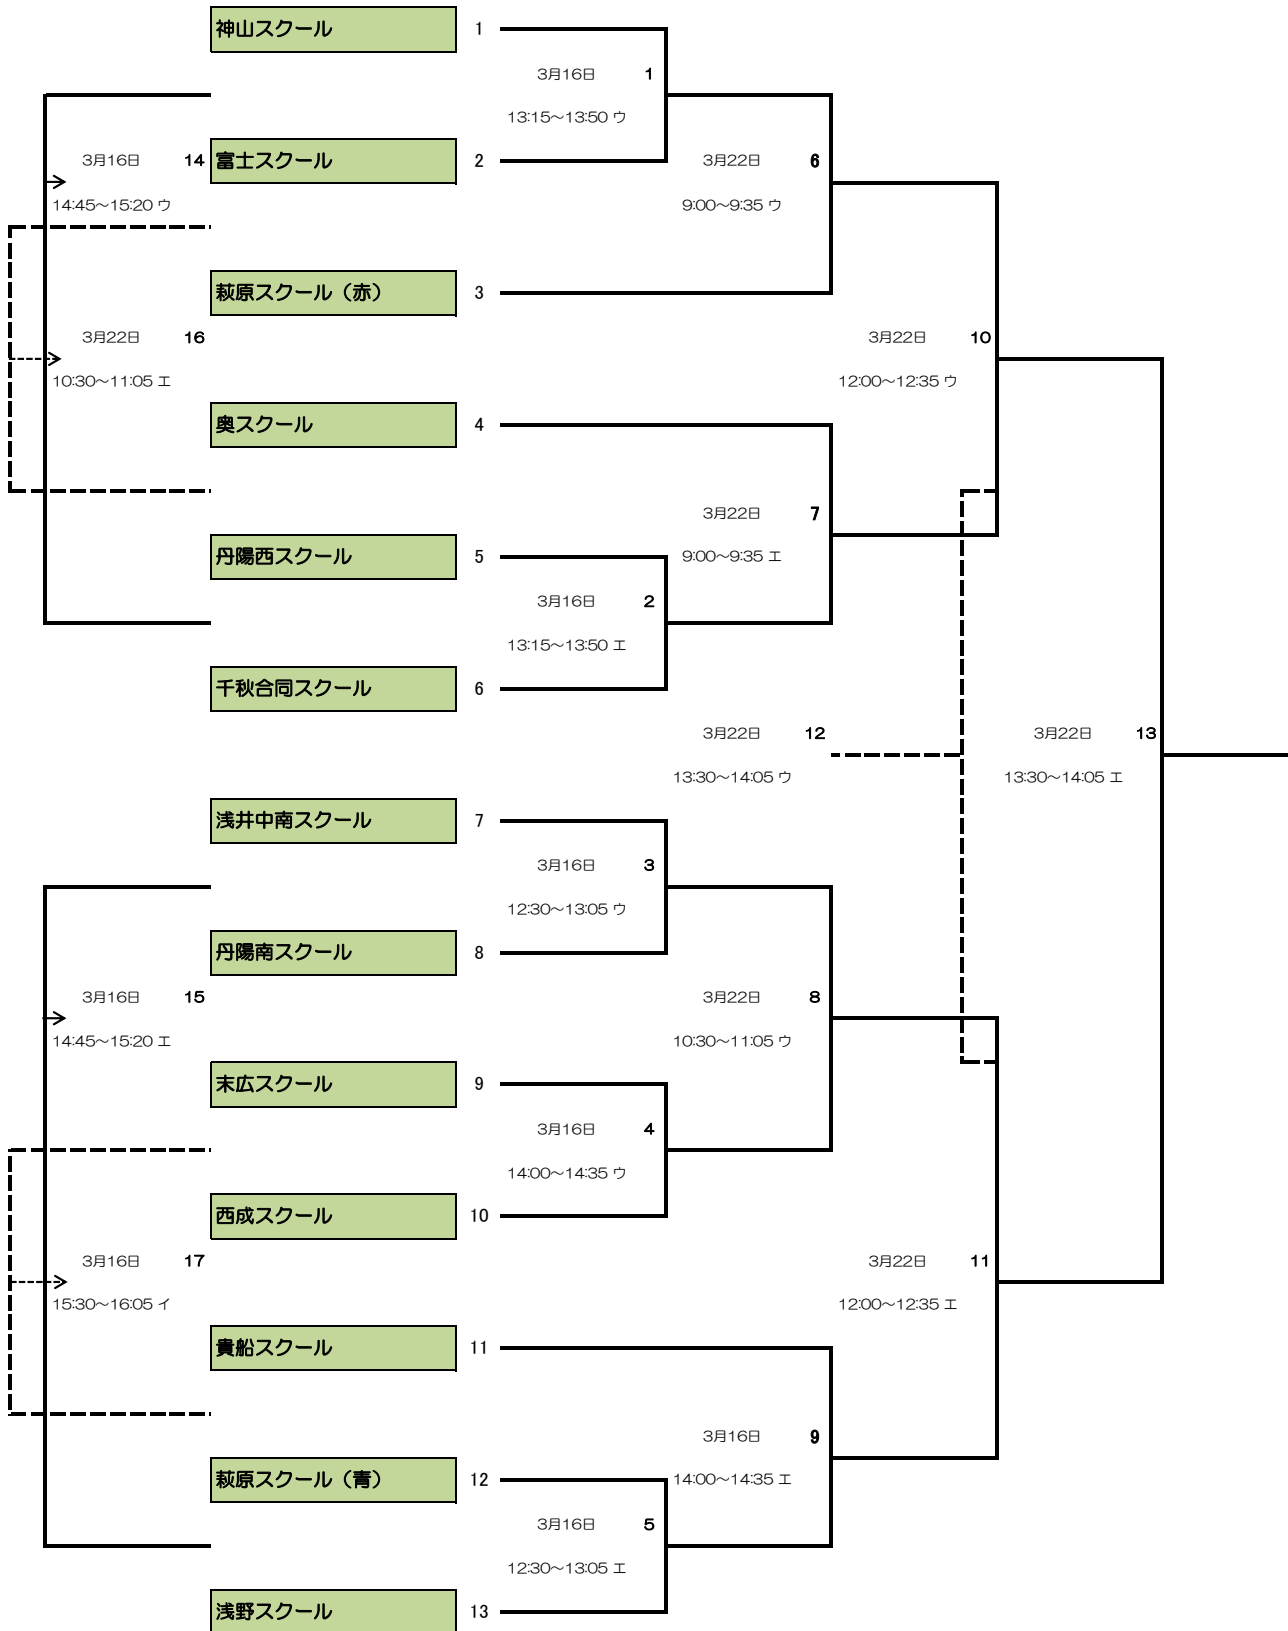 神山スクール 1
3月16日 1
13:15～13:50 ウ
3月16日 14 富士スクール 2 3月22日 6
14:45～15:20 ウ 9:00～9:35 ウ
萩原スクール（赤） 3
3月22日 16 3月22日 10
10:30～11:05 エ 12:00～12:35 ウ
奥スクール 4
3月22日 7
丹陽西スクール 5 9:00～9:35 エ
3月16日 2
13:15～13:50 エ
千秋合同スクール 6
3月22日 12 3月22日 13
13:30～14:05 ウ 13:30～14:05 エ
浅井中南スクール 7
3月16日 3
12:30～13:05 ウ
丹陽南スクール 8
3月16日 15 3月22日 8
14:45～15:20 エ 10:30～11:05 ウ
末広スクール 9
3月16日 4
14:00～14:35 ウ
西成スクール 10
3月16日 17 3月22日 11
15:30～16:05 イ 12:00～12:35 エ
貴船スクール 11
3月16日 9
萩原スクール（青） 12 14:00～14:35 エ
3月16日 5
12:30～13:05 エ
浅野スクール 13